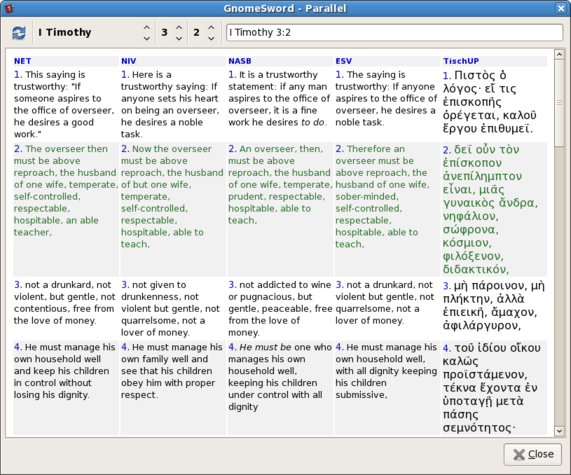 GnomeSword - Parallel
I Timothy
3
2
I Timothy 3:2
NET
1. This saying is
trustworthy: "If
someone aspires to
the office of overseer,
he desires a good
work."
2. The overseer then
must be above
reproach, the husband
of one wife, temperate,
self-controlled,
respectable,
hospitable, an able
teacher,
3. not a drunkard, not
violent, but gentle, not
contentious, free from
the love of money.
4. He must manage his
own household well
and keep his children
in control without
losing his dignity.
NIV
1. Here is a
trustworthy saying: If
anyone sets his heart
on being an overseer,
he desires a noble
task.
2. Now the overseer
must be above
reproach, the husband
of but one wife,
temperate,
self-controlled,
respectable,
hospitable, able to
teach,
3. not given to
drunkenness, not
violent but gentle, not
quarrelsome, not a
lover of money.
4. He must manage his
own family well and
see that his children
obey him with proper
respect.
NASB
1. It is a trustworthy
statement: if any man
aspires to the office of
overseer, it is a fine
work he desires to do.
2. An overseer, then,
must be above
reproach, the husband
of one wife, temperate,
prudent, respectable,
hospitable, able to
teach,
3. not addicted to wine
or pugnacious, but
gentle, peaceable, free
from the love of
money.
4. He must be one who
manages his own
household well,
keeping his children
under control with all
dignity
ESV
1. The saying is
trustworthy: If anyone
aspires to the office of
overseer, he desires a
noble task.
2. Therefore an
overseer must be
above reproach, the
husband of one wife,
sober-minded,
self-controlled,
respectable,
hospitable, able to
teach,
3. not a drunkard, not
violent but gentle, not
quarrelsome, not a
lover of money.
4. He must manage his
own household well,
with all dignity keeping
his children
submissive,
TischUP
1. Πιστὸς ὁ
λόγος· εἴ τις
ἐπισκοπῆς
ὀρέγεται, καλοῦ
ἔργου ἐπιθυμεῖ.
2. δεῖ οὖν τὸν
ἐπίσκοπον
ἀνεπίλημπτον
εἶναι, μιᾶς
γυναικὸς ἄνδρα,
νηφάλιον,
σώφρονα,
κόσμιον,
φιλόξενον,
διδακτικόν,
3. μὴ πάροινον, μὴ
πλήκτην, ἀλλὰ
ἐπιεικῆ, ἄμαχον,
ἀφιλάργυρον,
4. τοῦ ἰδίου οἴκου
καλῶς
προϊστάμενον,
τέκνα ἔχοντα ἐν
ὑποταγῇ μετὰ
πάσης
σεμνότητος·
Close